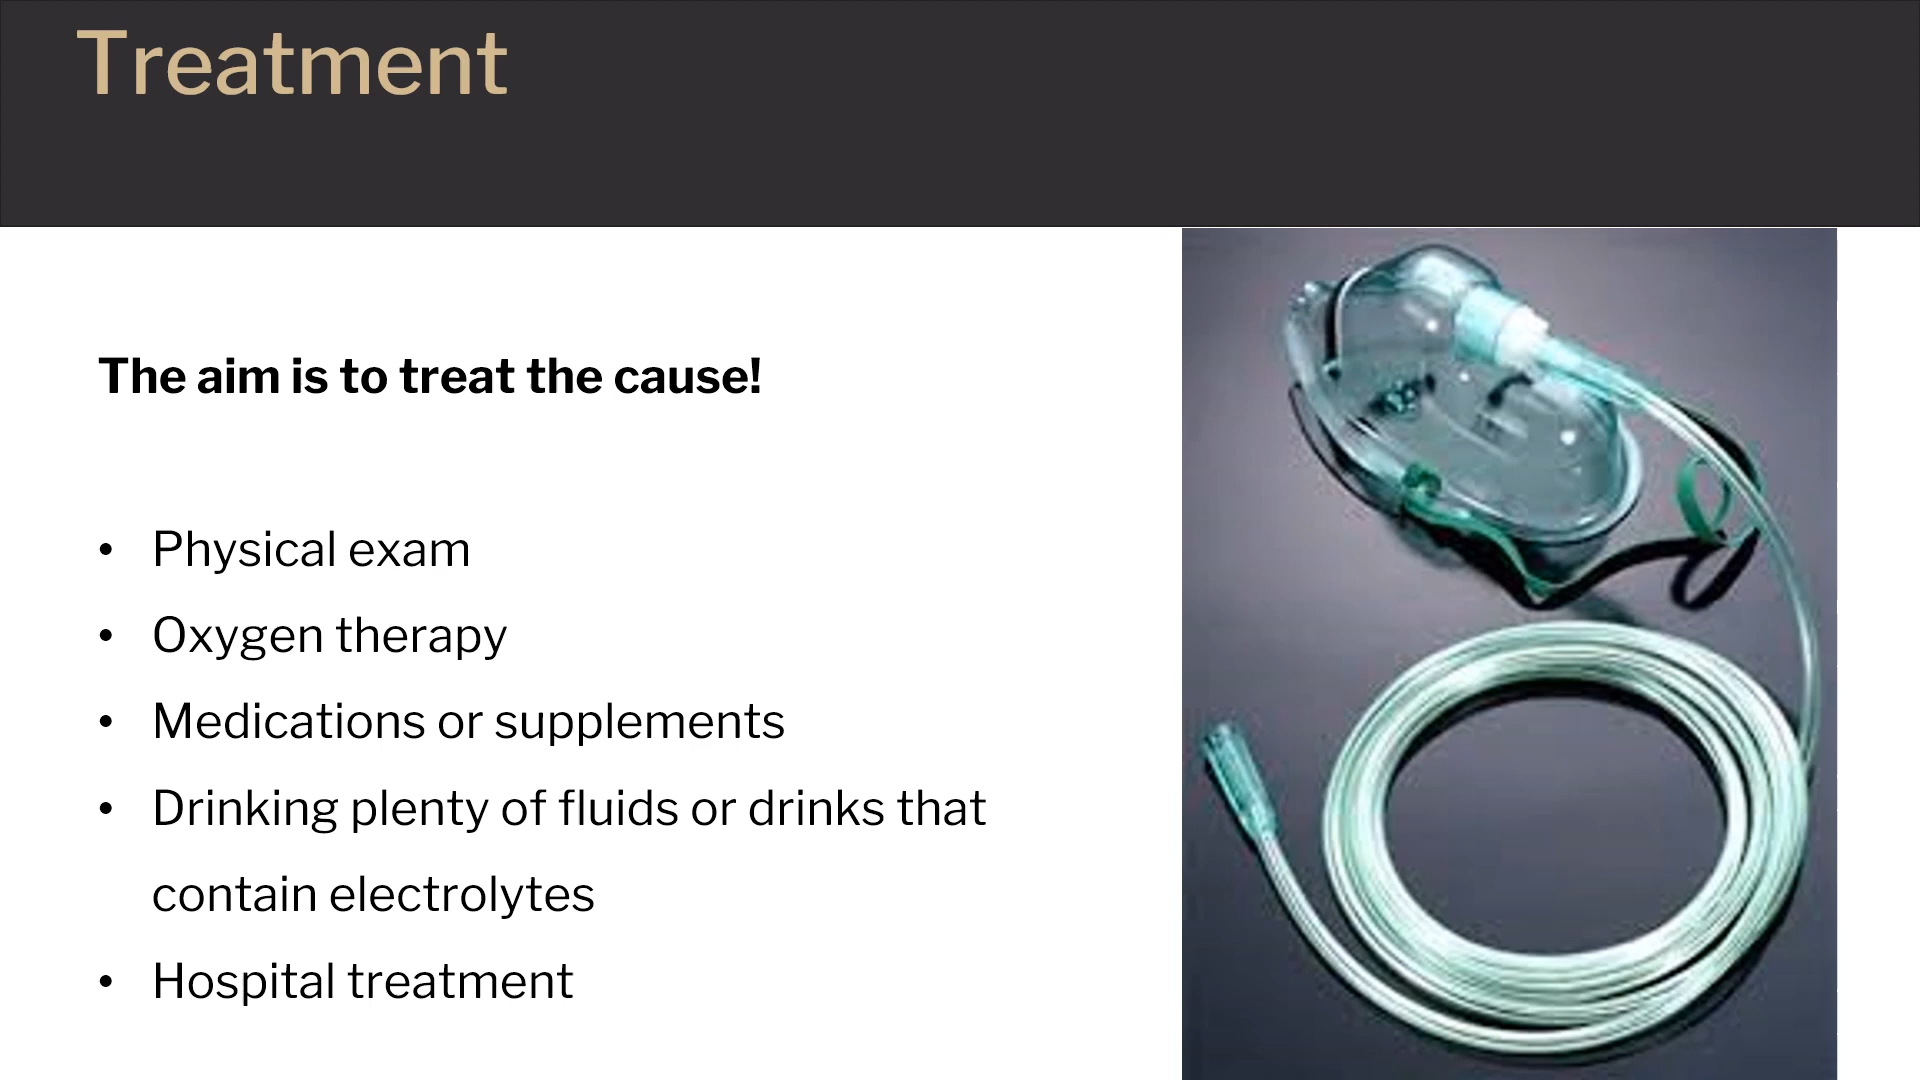 Treatment
The aim is to treat the cause!
• Physical exam
• Oxygen therapy
• Medications or supplements
• Drinking plenty of fluids or drinks that
contain electrolytes
• Hospital treatment